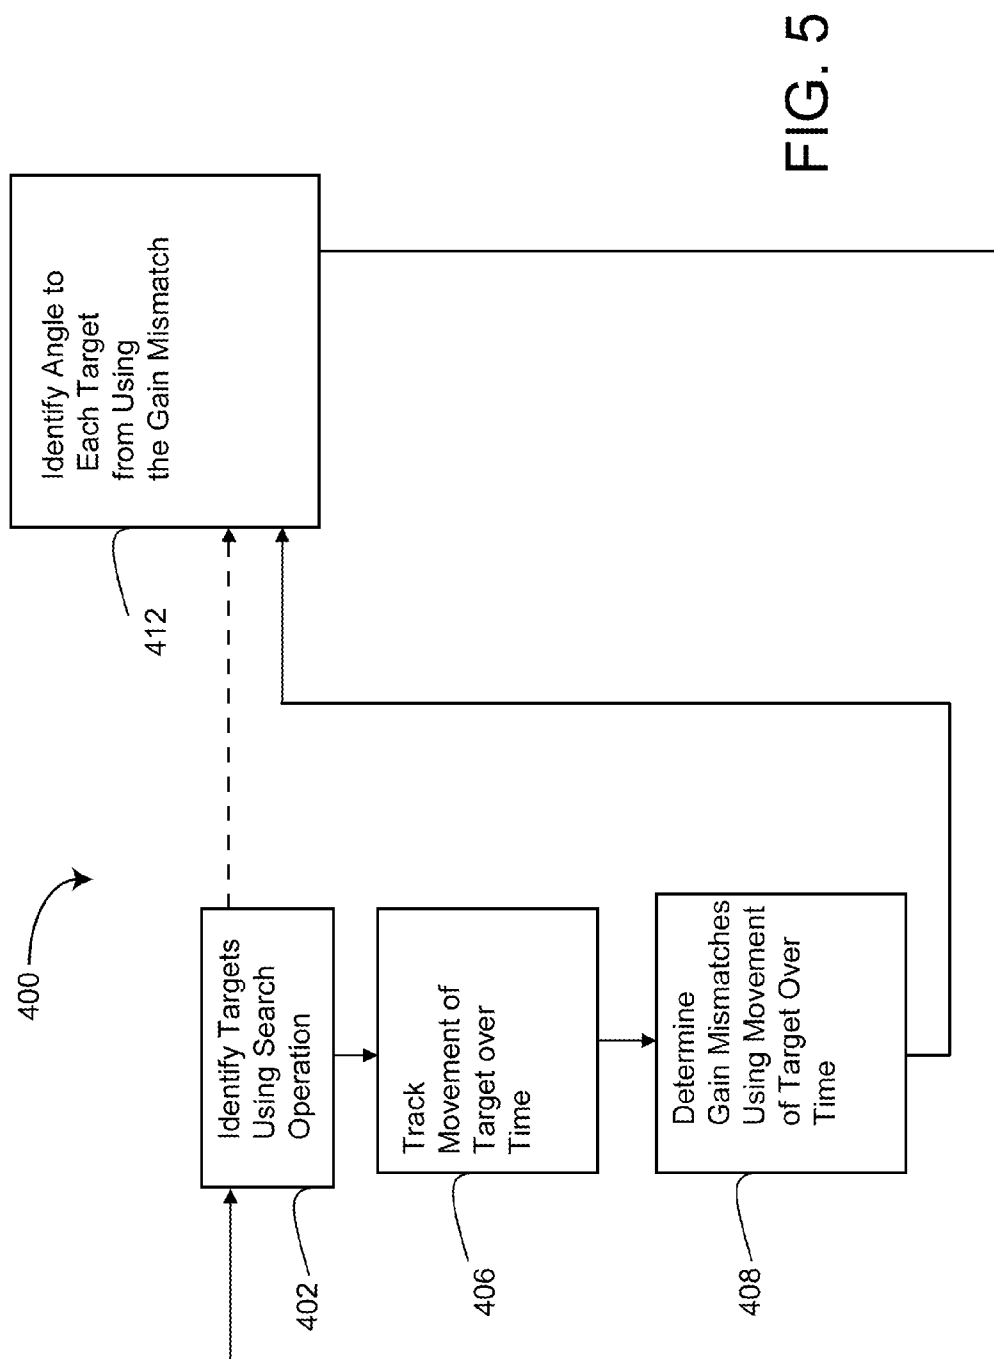 400
Identify Targets
Using Search
Operation
402
Track
Movement of
Target over
Time
406
Determine
Gain Mismatches
Using Movement
of Target Over
Time
408
Identify Angle to
Each Target
from Using
the Gain Mismatch
412
FIG. 5